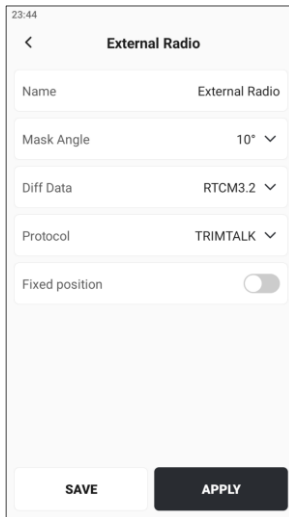 23:44
External Radio
Name External Radio
Mask Angle 10°
Diff Data RTCM3.2
Protocol TRIMTALK
Fixed position
SAVE APPLY